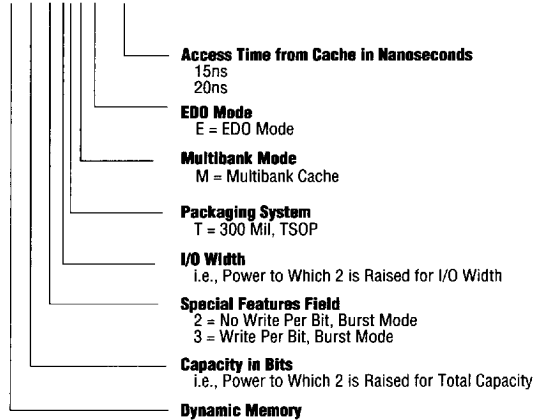 Access Time from Cache in Nanoseconds
15ns
20ns
EDO Mode
E = EDO Mode
Multibank Mode
M = Multibank Cache
Packaging System
T = 300 Mil, TSOP
I/O Width
i.e., Power to Which 2 is Raised for I/O Width
Special Features Field
2 = No Write Per Bit, Burst Mode
3 = Write Per Bit, Burst Mode
Capacity in Bits
i.e., Power to Which 2 is Raised for Total Capacity
Dynamic Memory